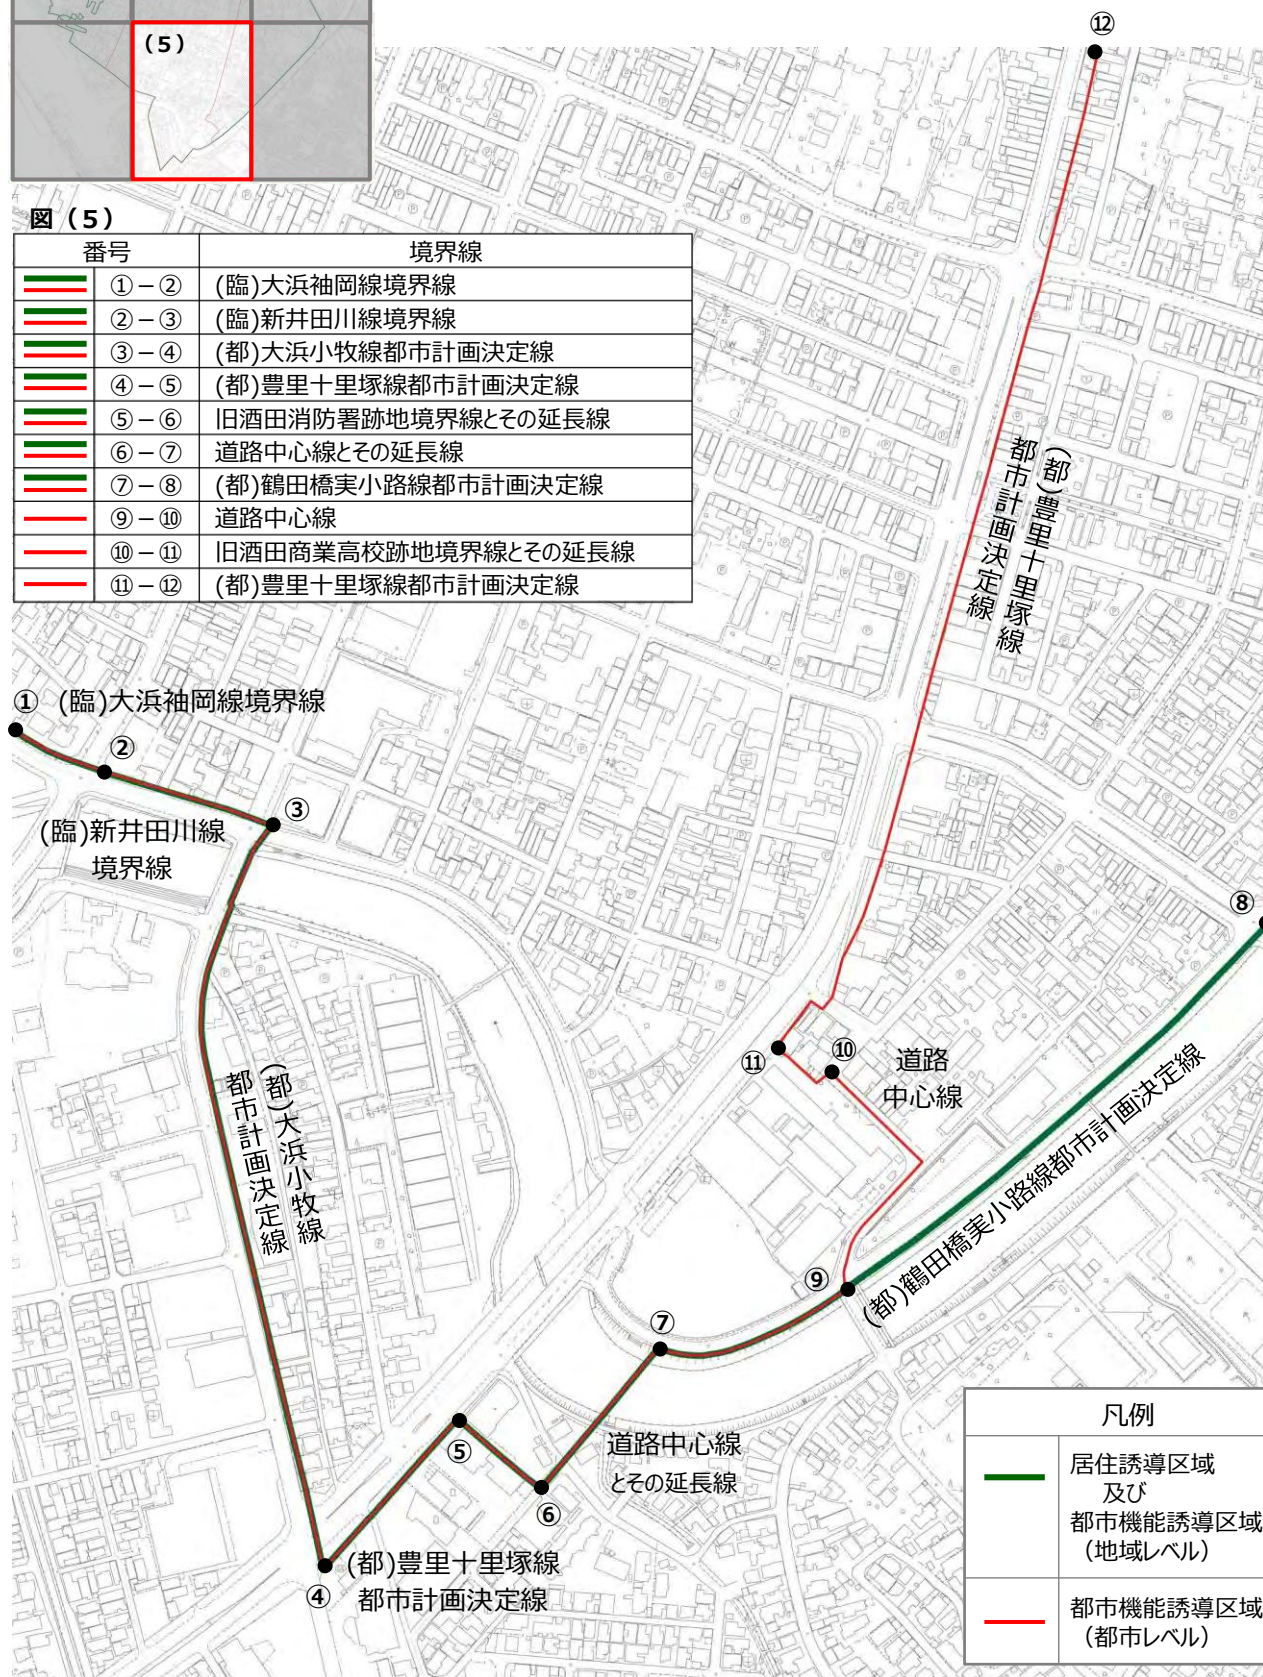 (5)
図（5）
番号 境界線
①－② (臨)大浜袖岡線境界線
②－③ (臨)新井田川線境界線
③－④ (都)大浜小牧線都市計画決定線
④－⑤ (都)豊里十里塚線都市計画決定線
⑤－⑥ 旧酒田消防署跡地境界線とその延長線
⑥－⑦ 道路中心線とその延長線
⑦－⑧ (都)鶴田橋実小路線都市計画決定線
⑨－⑩ 道路中心線
⑩－⑪ 旧酒田商業高校跡地境界線とその延長線
⑪－⑫ (都)豊里十里塚線都市計画決定線
⑫
(都)豊里十里塚線
都市計画決定線
① (臨)大浜袖岡線境界線
②
③
(臨)新井田川線
境界線
⑧
⑪
⑩
道路
中心線
(都)大浜小牧線
都市計画決定線
(都)鶴田橋実小路線都市計画決定線
⑨
⑦
⑤
道路中心線
とその延長線
⑥
④
(都)豊里十里塚線
都市計画決定線
凡例
居住誘導区域
及び
都市機能誘導区域
（地域レベル）
都市機能誘導区域
（都市レベル）